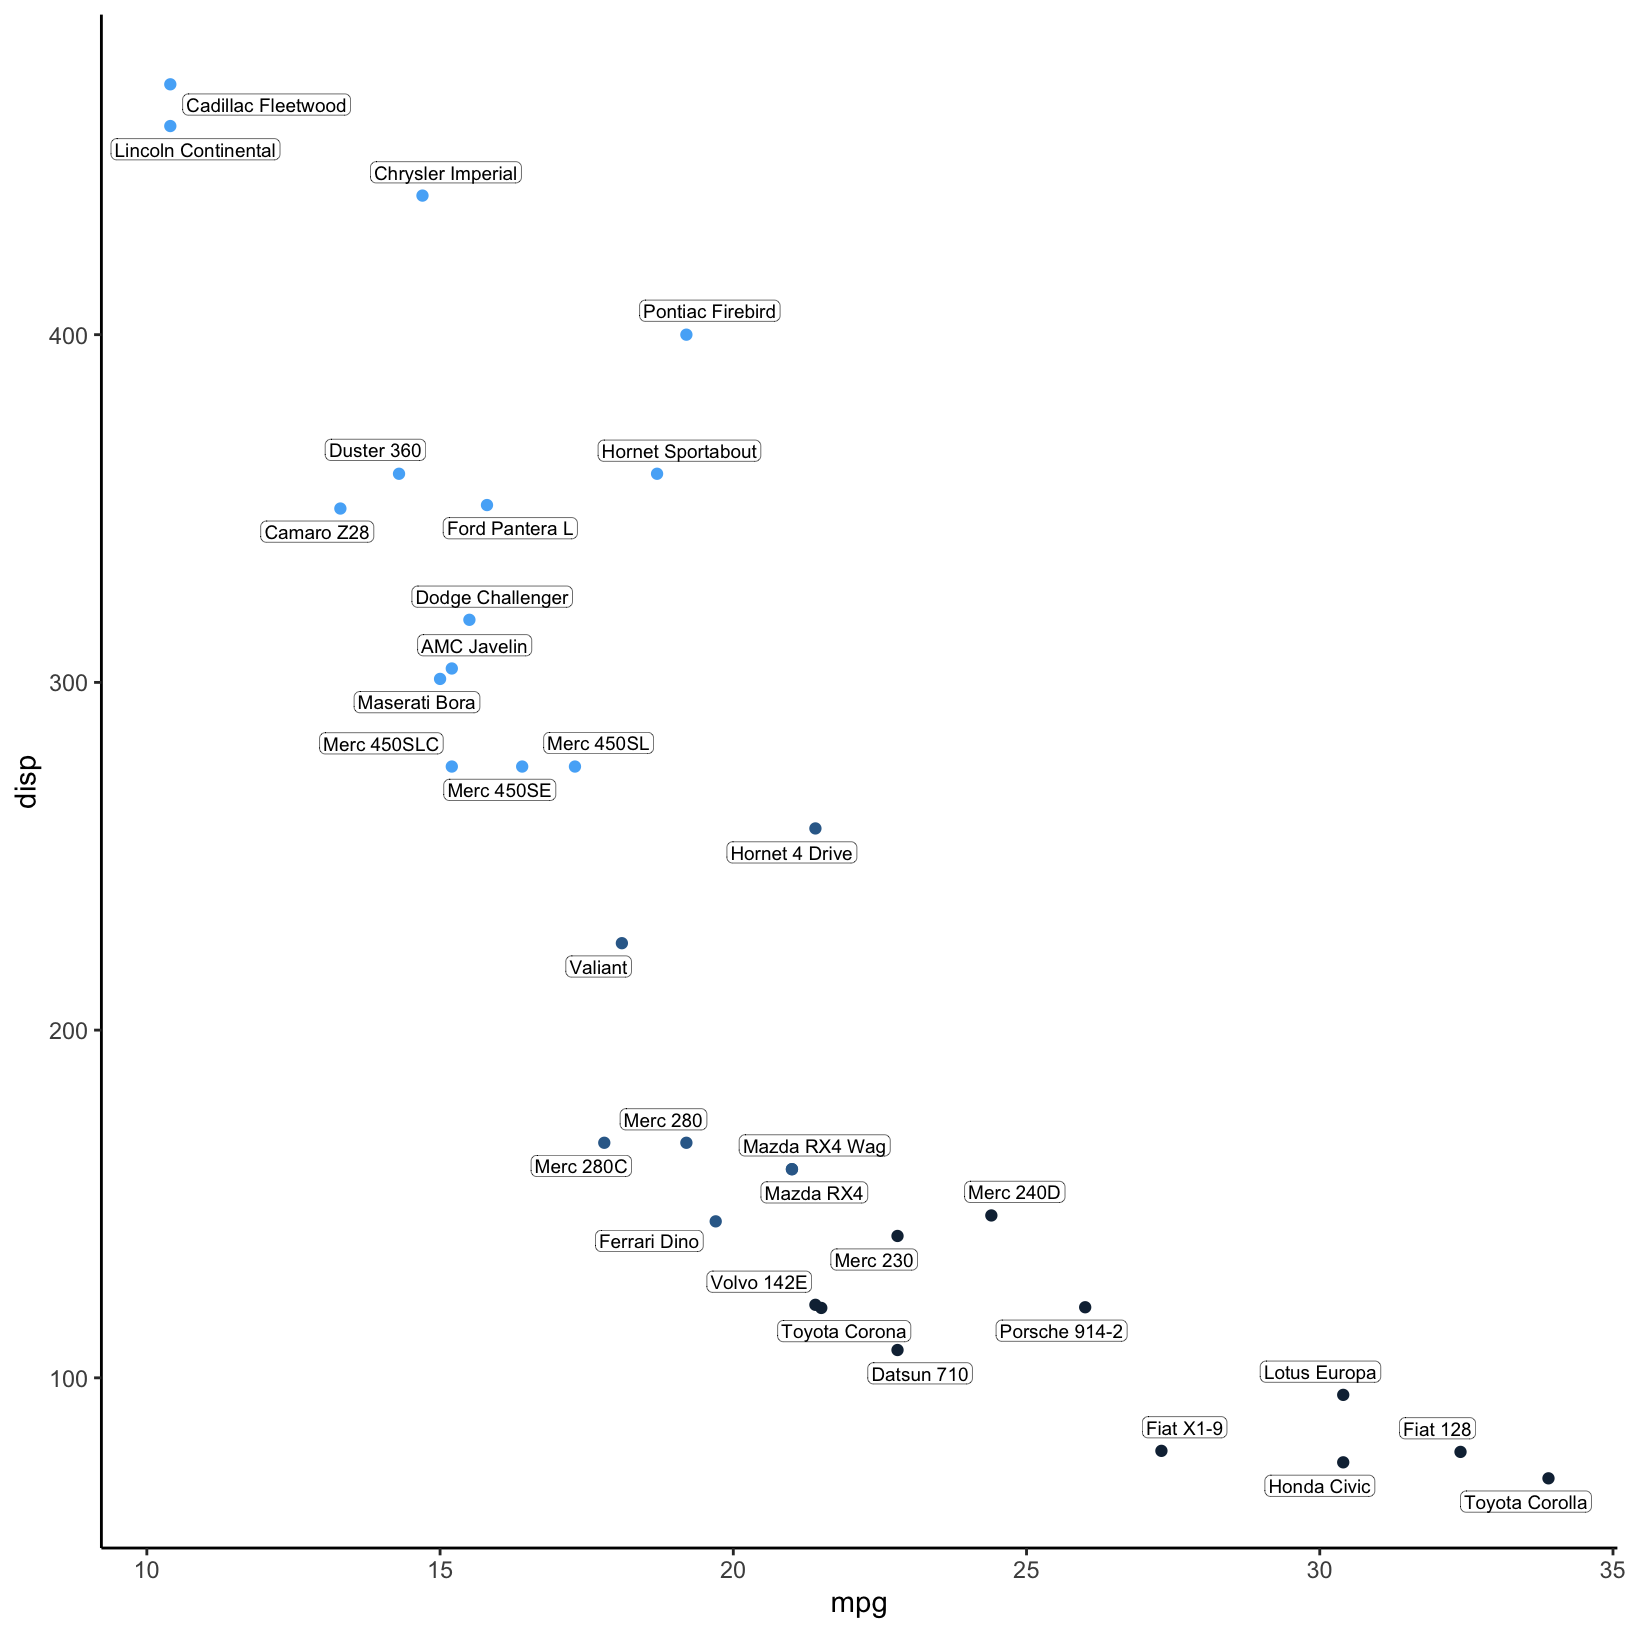 Cadillac Fleetwood
Lincoln Continental
Chrysler Imperial
Pontiac Firebird
400
Duster 360
Hornet Sportabout
Camaro Z28
Ford Pantera L
Dodge Challenger
AMC Javelin
300
Maserati Bora
Merc 450SLC
Merc 450SL
Merc 450SE
disp
Hornet 4 Drive
Valiant
200
Merc 280
Mazda RX4 Wag
Merc 280C
Mazda RX4
Merc 240D
Ferrari Dino
Merc 230
Volvo 142E
Toyota Corona
Porsche 914-2
Datsun 710
100
Lotus Europa
Fiat X1-9
Fiat 128
Honda Civic
Toyota Corolla
10 15 20 25 30 35
mpg